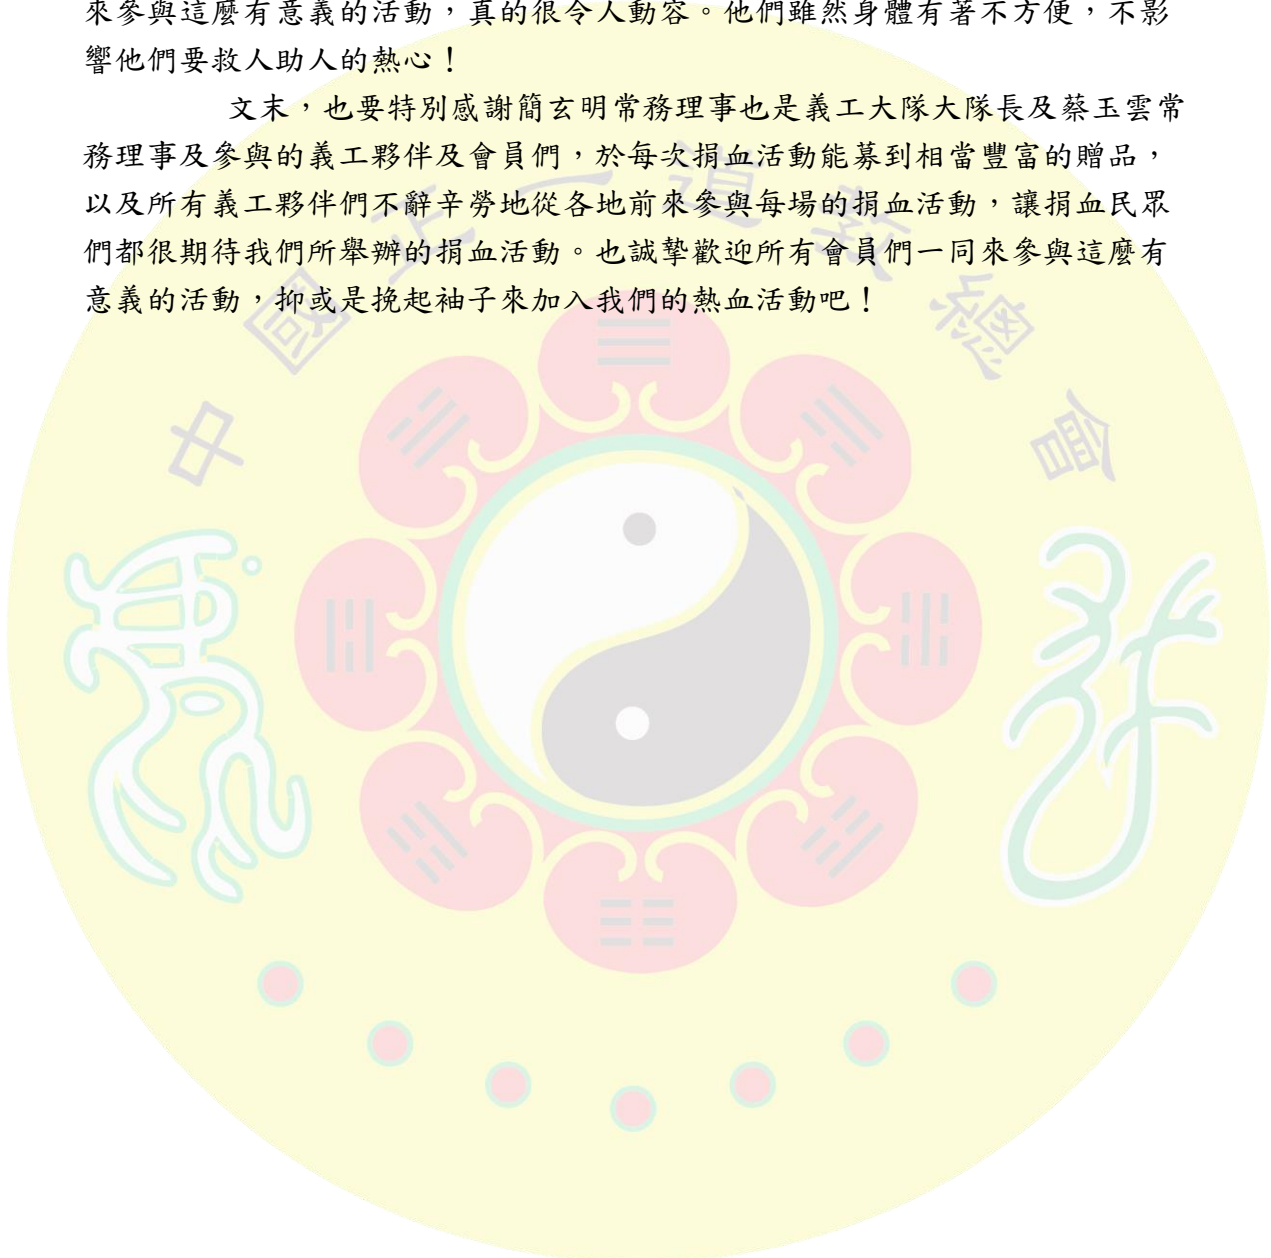 來參與這麼有意義的活動，真的很令人動容。他們雖然身體有著不方便，不影
響他們要救人助人的熱心！
文末，也要特別感謝簡玄明常務理事也是義工大隊大隊長及蔡玉雲常
務理事及參與的義工夥伴及會員們，於每次捐血活動能募到相當豐富的贈品，
以及所有義工夥伴們不辭辛勞地從各地前來參與每場的捐血活動，讓捐血民眾
們都很期待我們所舉辦的捐血活動。也誠摯歡迎所有會員們一同來參與這麼有
意義的活動，抑或是挽起袖子來加入我們的熱血活動吧！
中國正一道教總會